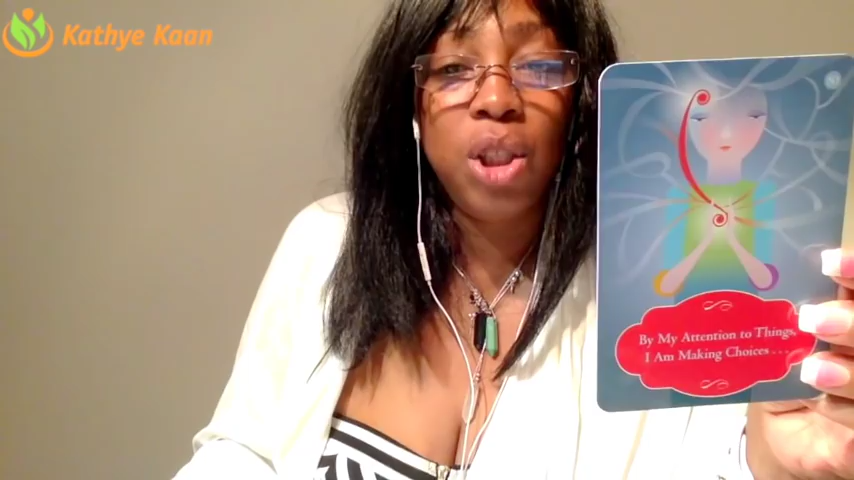 Kathye Kaan
By My Attention to Things,
I Am Making Choices....